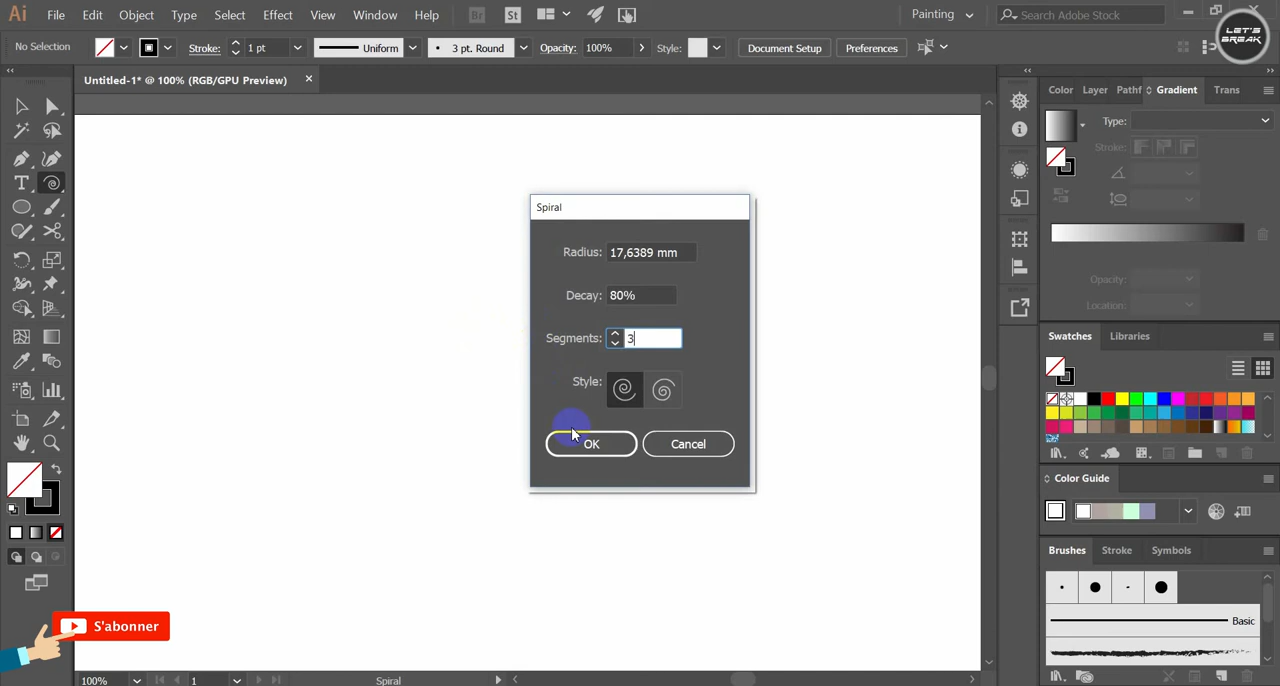 Ai File Edit Object Type Select Effect View Window Help Br St Painting Search Adobe Stock
LET'S BREAK
No Selection Stroke: 1 pt Uniform 3 pt. Round Opacity: 100% Style: Document Setup Preferences
Untitled-1* @ 100% (RGB/GPU Preview)
Color Layer Pathf Gradient Trans
Type:
Stroke:
Opacity:
Location:
Spiral
Radius: 17,6389 mm
Decay: 80%
Segments: 3
Style:
OK Cancel
Swatches Libraries
Color Guide
Brushes Stroke Symbols
Basic
S'abonner
100% 1 Spiral